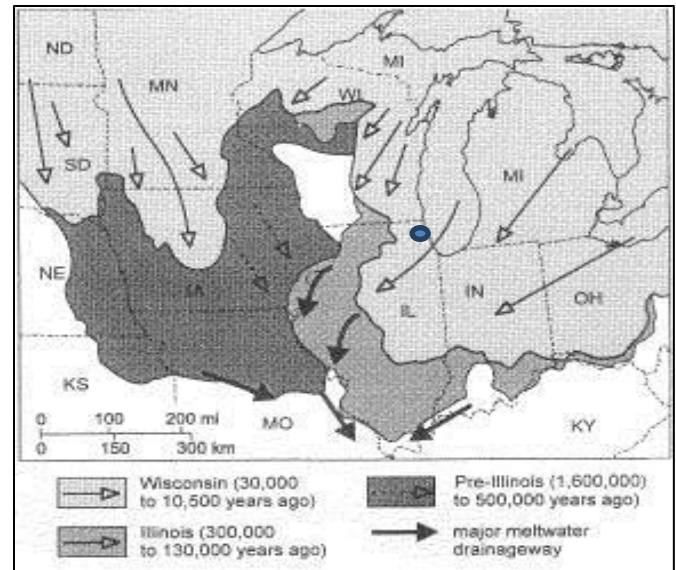 ND
MN
MI
WI
SD
MI
NE
IA
IL
IN
OH
KS
MO
KY
0 100 200 mi
0 150 300 km
Wisconsin (30,000
to 10,500 years ago)
Pre-Illinois (1,600,000)
to 500,000 years ago)
Illinois (300,000
to 130,000 years ago)
major meltwater
drainageway